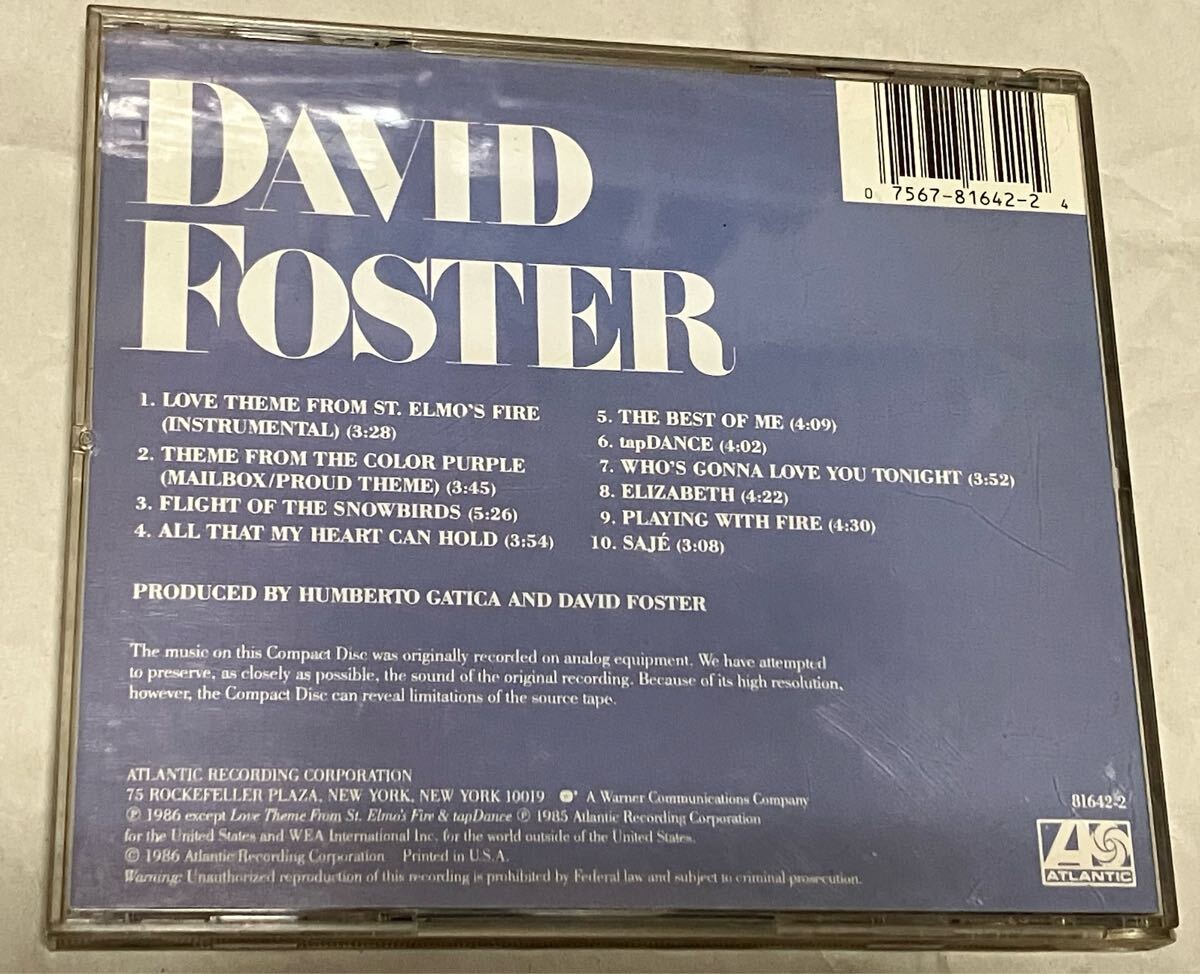 DAVID
FOSTER
0 7567-81642-2 4
1. LOVE THEME FROM ST. ELMO'S FIRE
(INSTRUMENTAL) (3:28)
2. THEME FROM THE COLOR PURPLE
(MAILBOX/PROUD THEME) (3:45)
3. FLIGHT OF THE SNOWBIRDS (5:26)
4. ALL THAT MY HEART CAN HOLD (3:54)
5. THE BEST OF ME (4:09)
6. tapDANCE (4:02)
7. WHO'S GONNA LOVE YOU TONIGHT (3:52)
8. ELIZABETH (4:22)
9. PLAYING WITH FIRE (4:30)
10. SAJÉ (3:08)
PRODUCED BY HUMBERTO GATICA AND DAVID FOSTER
The music on this Compact Disc was originally recorded on analog equipment. We have attempted
to preserve, as closely as possible, the sound of the original recording. Because of its high resolution,
however, the Compact Disc can reveal limitations of the source tape.
ATLANTIC RECORDING CORPORATION
75 ROCKEFELLER PLAZA, NEW YORK, NEW YORK 10019 A Warner Communications Company
℗ 1986 except Love Theme From St. Elmo's Fire & tapDance ℗ 1985 Atlantic Recording Corporation
for the United States and WEA International Inc. for the world outside of the United States.
© 1986 Atlantic Recording Corporation Printed in U.S.A.
Warning: Unauthorized reproduction of this recording is prohibited by Federal law and subject to criminal prosecution.
81642-2
ATLANTIC